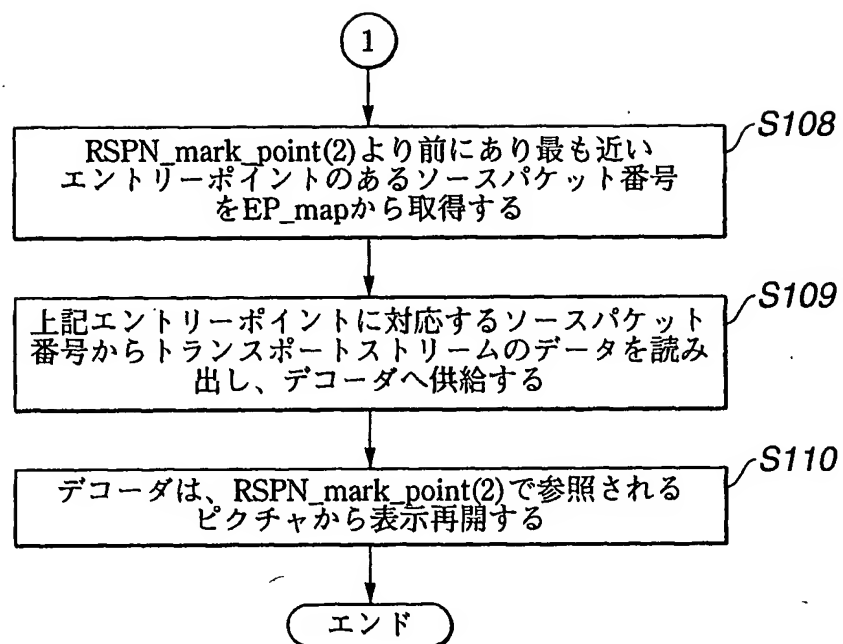 1
S108
RSPN_mark_point(2)より前にあり最も近い
エントリーポイントのあるソースパケット番号
をEP_mapから取得する
S109
上記エントリーポイントに対応するソースパケット
番号からトランスポートストリームのデータを読み
出し、デコーダへ供給する
S110
デコーダは、RSPN_mark_point(2)で参照される
ピクチャから表示再開する
エンド